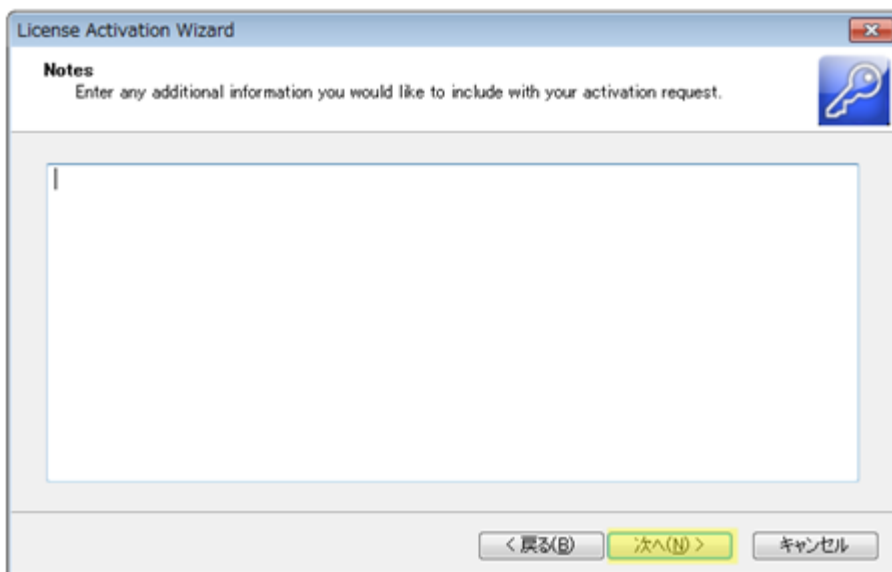 License Activation Wizard
Notes
Enter any additional information you would like to include with your activation request.
< 戻る(B)
次へ(N) >
キャンセル